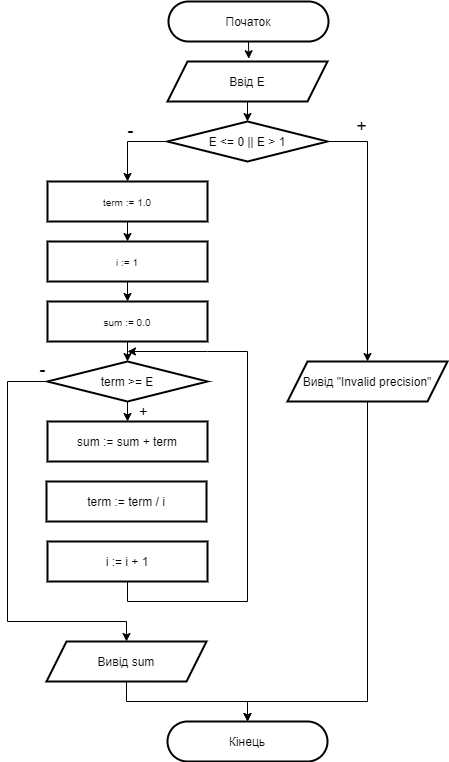 Початок
Ввід E
E <= 0 || E > 1
-
+
term := 1.0
i := 1
sum := 0.0
term >= E
-
+
Вивід "Invalid precision"
sum := sum + term
term := term / i
i := i + 1
Вивід sum
Кінець